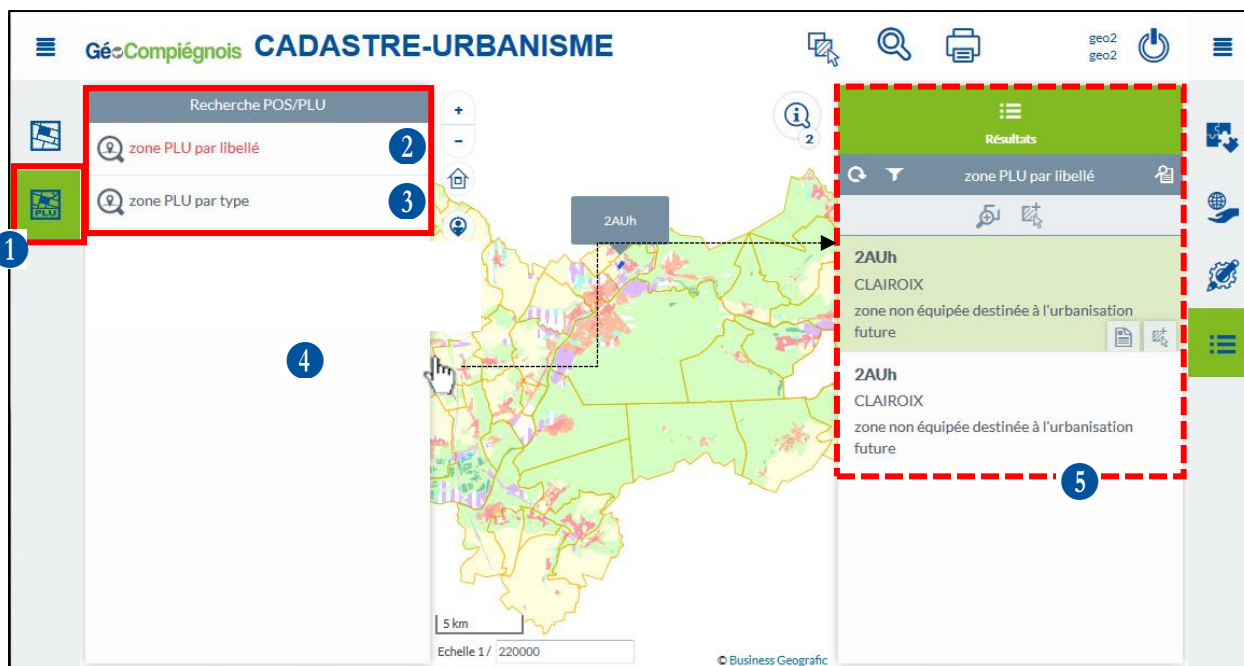 GéoCompiégnois CADASTRE-URBANISME
geo2
geo2
Recherche POS/PLU
zone PLU par libellé
2
zone PLU par type
3
PLU
1
4
+
-
2
2AUh
5 km
Echelle 1 / 220000
© Business Geografic
Résultats
zone PLU par libellé
2AUh
CLAIROIX
zone non équipée destinée à l'urbanisation
future
2AUh
CLAIROIX
zone non équipée destinée à l'urbanisation
future
5